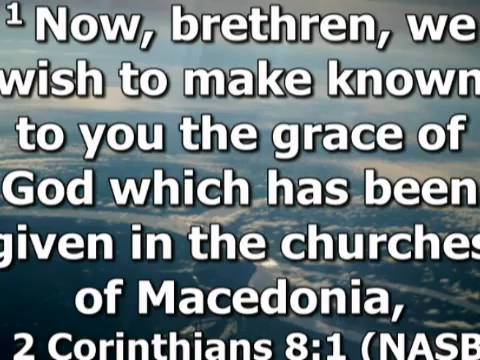 1 Now, brethren, we
wish to make known
to you the grace of
God which has been
given in the churches
of Macedonia,
2 Corinthians 8:1 (NASB